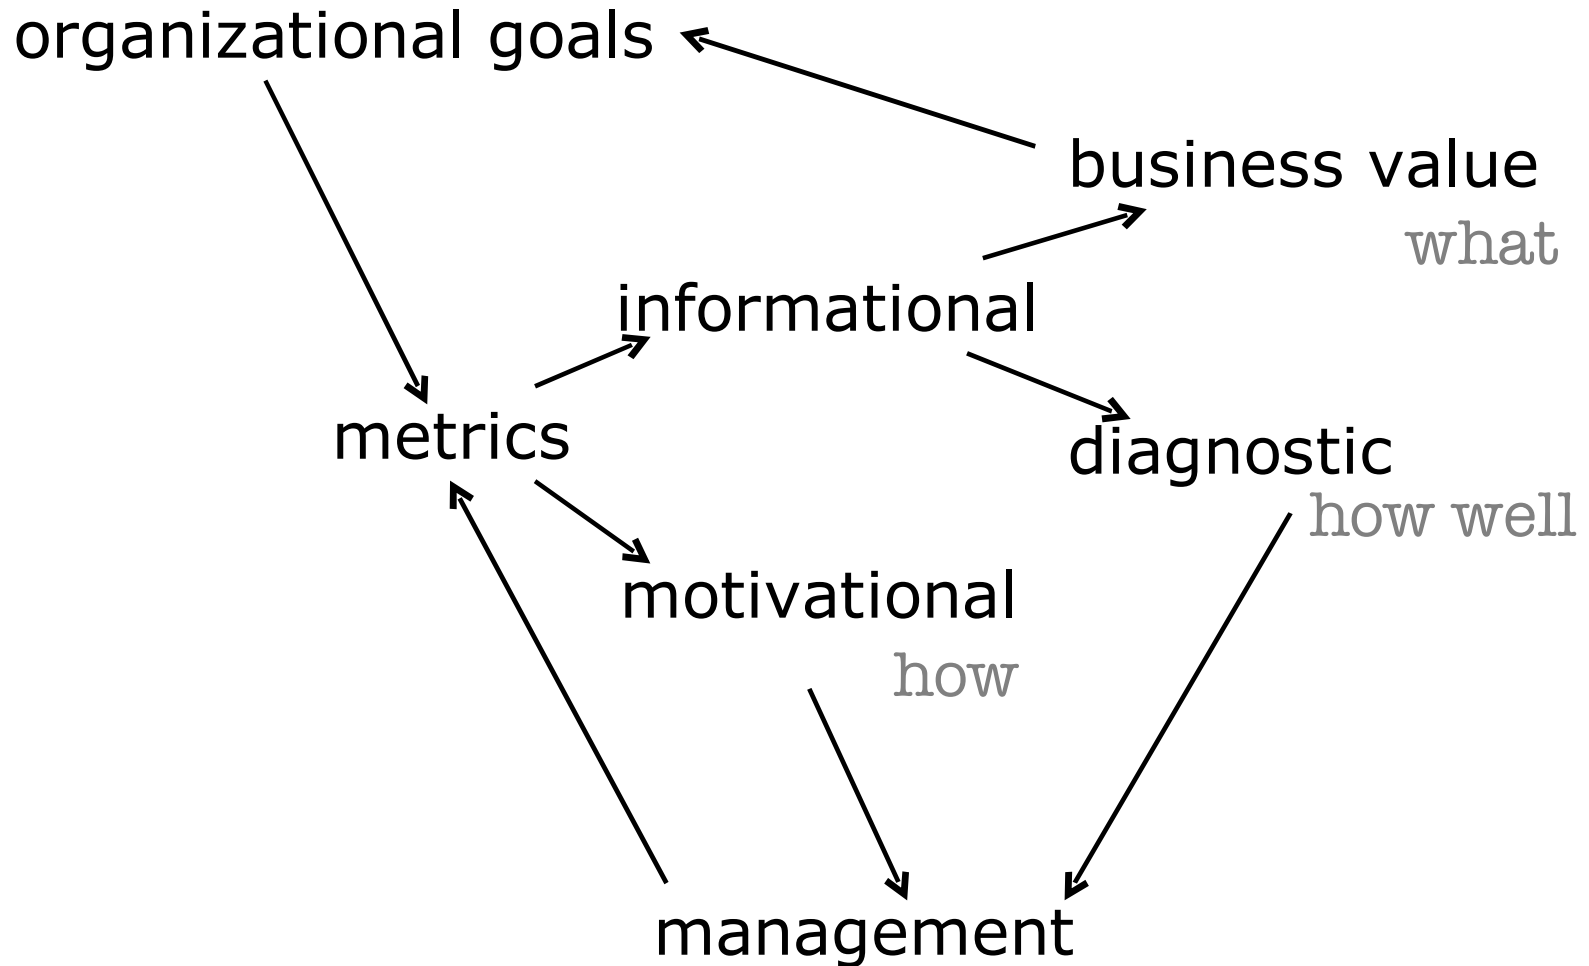 organizational goals
business value
what
informational
metrics
diagnostic
how well
motivational
how
management